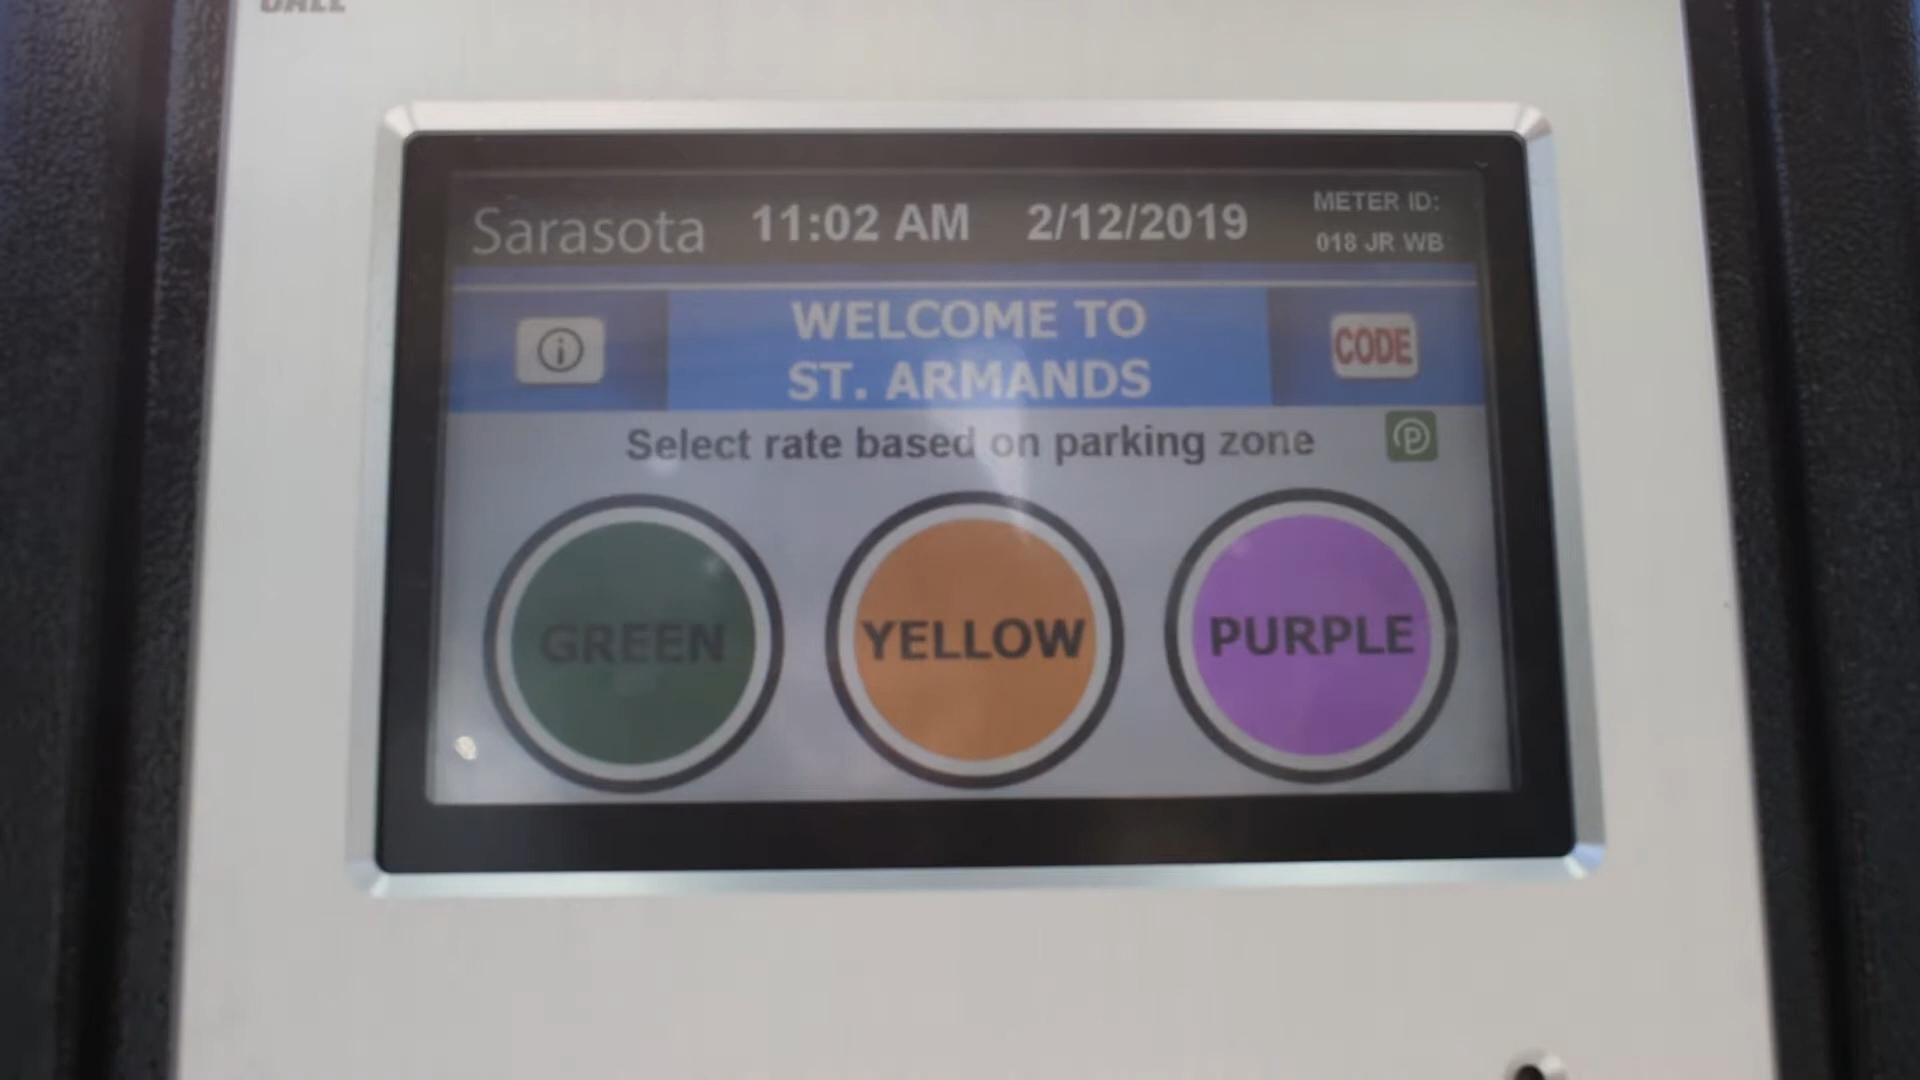 Sarasota 11:02 AM 2/12/2019 METER ID:
018 JR WB
WELCOME TO
ST. ARMANDS
CODE
Select rate based on parking zone
GREEN
YELLOW
PURPLE